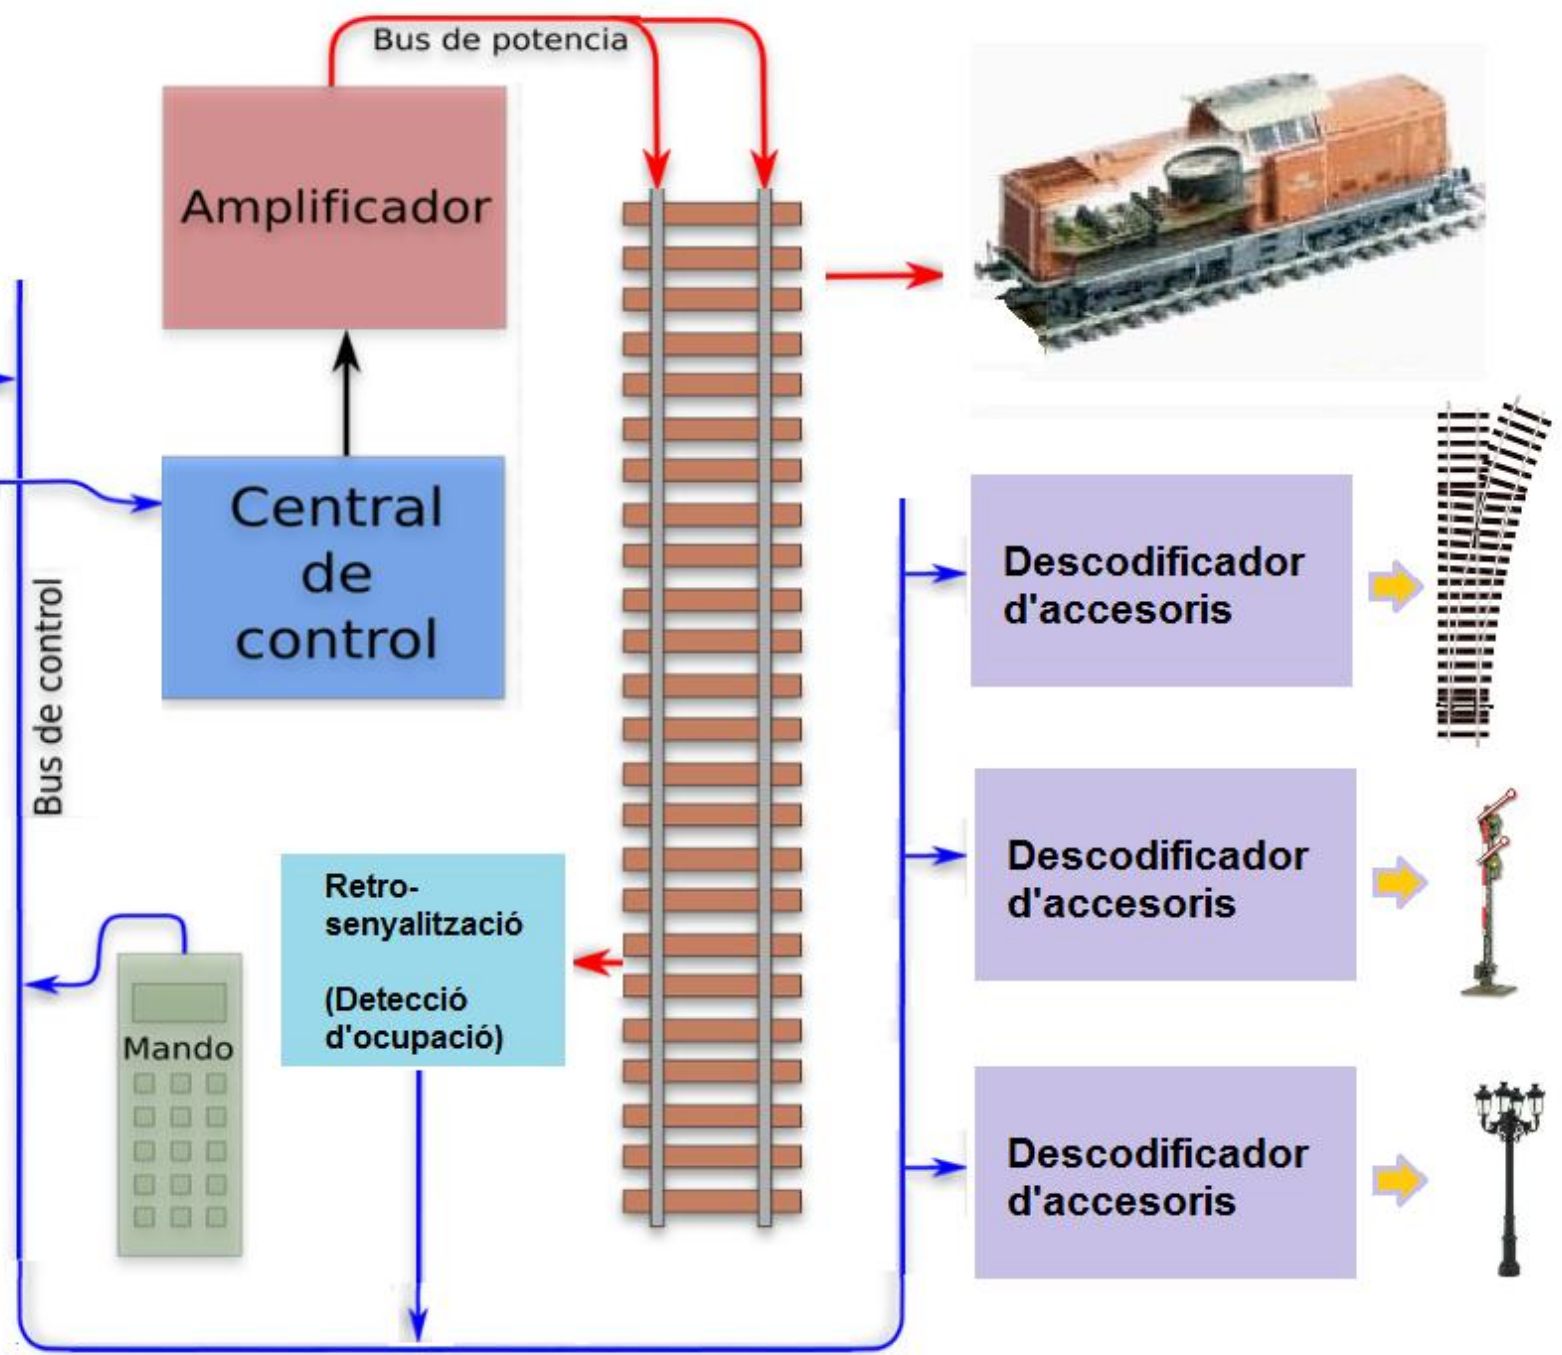 Bus de potencia
Amplificador
Central
de
control
Bus de control
Descodificador
d'accesoris
Descodificador
d'accesoris
Retro-
senyalització
(Detecció
d'ocupació)
Mando
Descodificador
d'accesoris